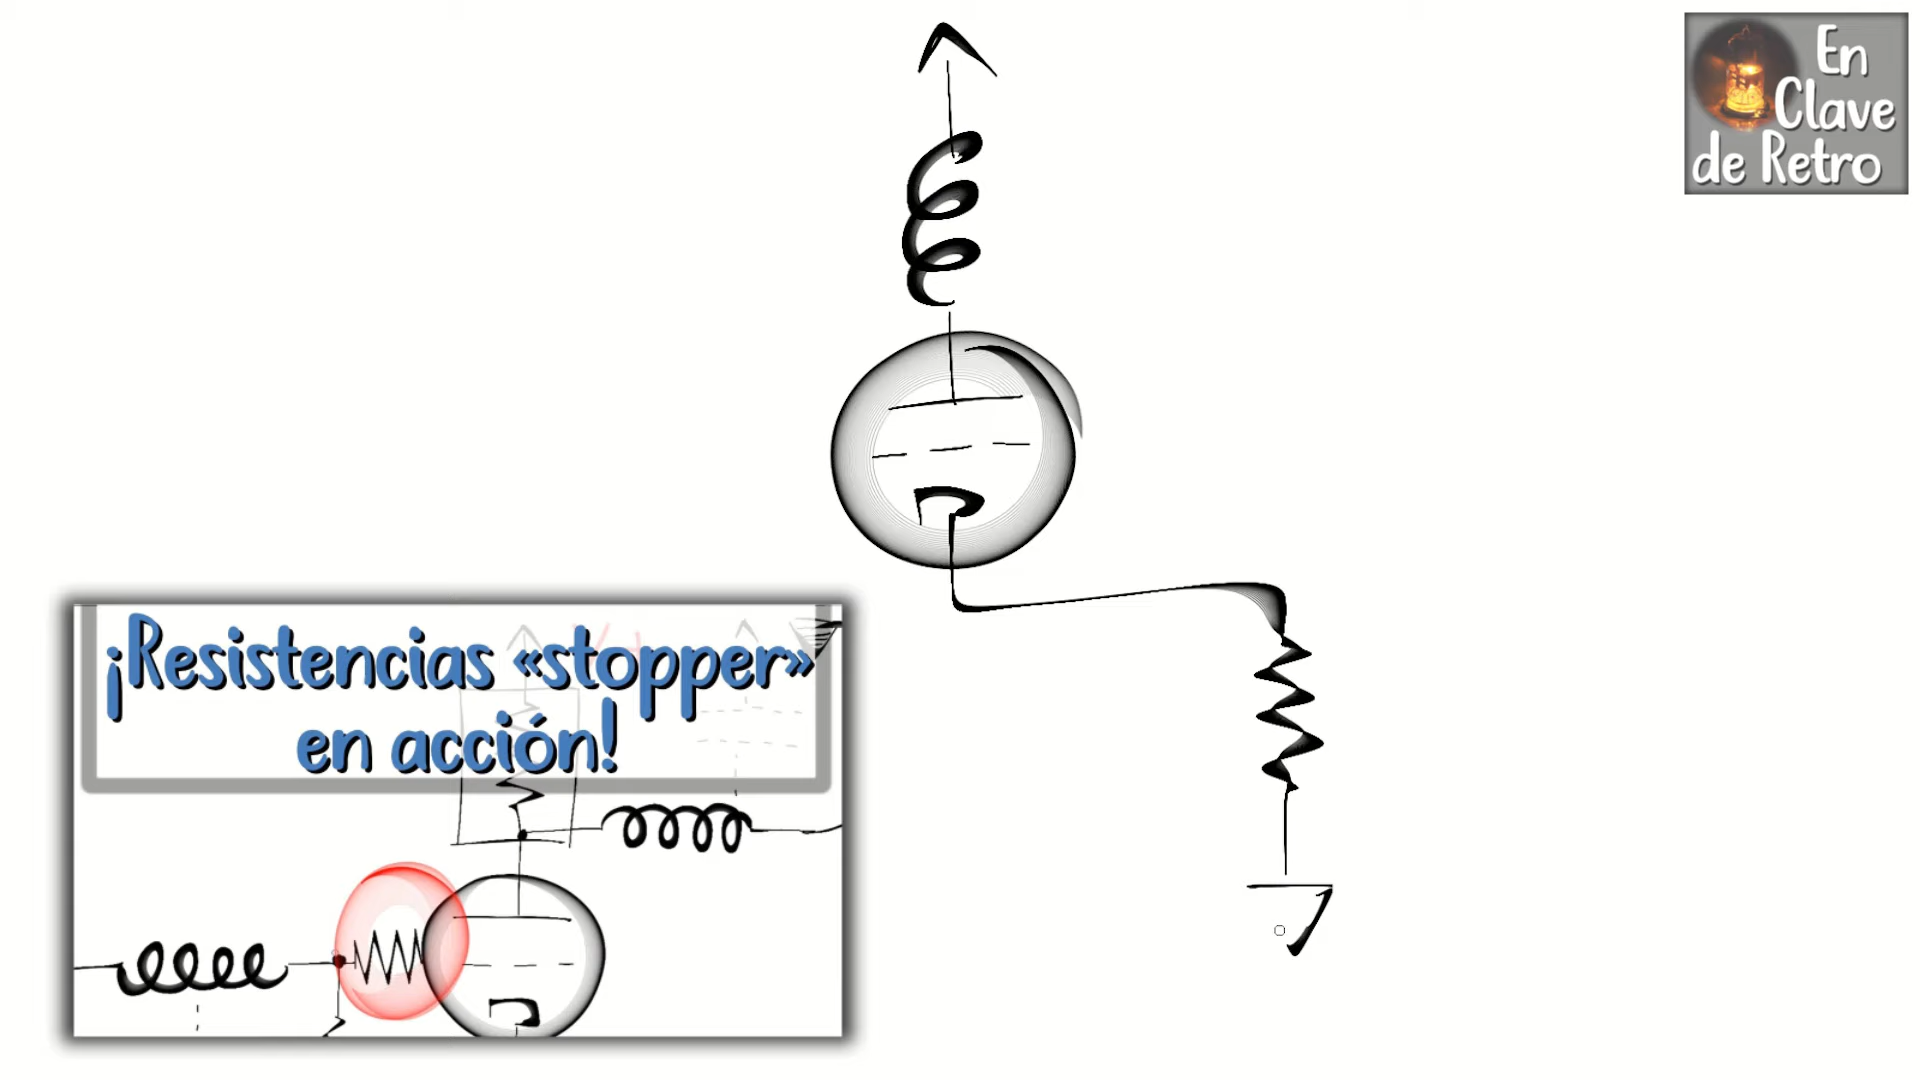 En
Clave
de Retro
¡Resistencias «stopper»
en acción!